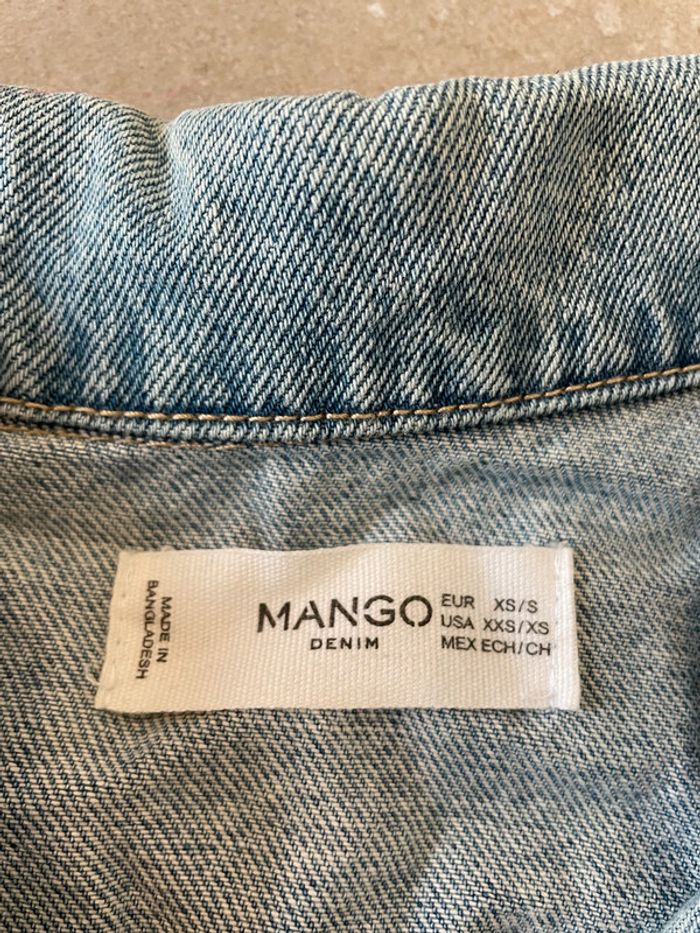 MADE IN
BANGLADESH
MANGO
DENIM
EUR XS/S
USA XXS/XS
MEX ECH/CH